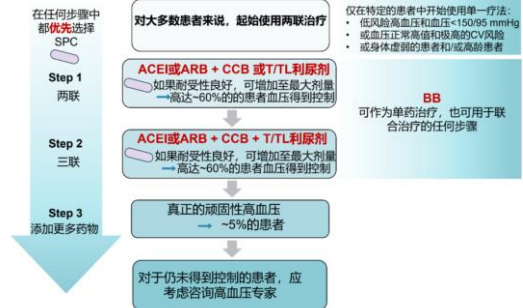 在任何步骤中
都优先选择
SPC
Step 1
两联
Step 2
三联
Step 3
添加更多药物
对大多数患者来说，起始使用两联治疗
仅在特定的患者中开始使用单一疗法：
• 低风险高血压和血压<150/95 mmHg
• 或血压正常高值和极高的CV风险
• 或身体虚弱的患者和/或高龄患者
ACEI或ARB + CCB 或T/TL利尿剂
如果耐受性良好，可增加至最大剂量
→高达~60%的的患者血压得到控制
ACEI或ARB + CCB + T/TL利尿剂
如果耐受性良好，可增加至最大剂量
→高达~60%的患者血压得到控制
BB
可作为单药治疗，也可用于联
合治疗的任何步骤
真正的顽固性高血压
→ ~5%的患者
对于仍未得到控制的患者，应
考虑咨询高血压专家